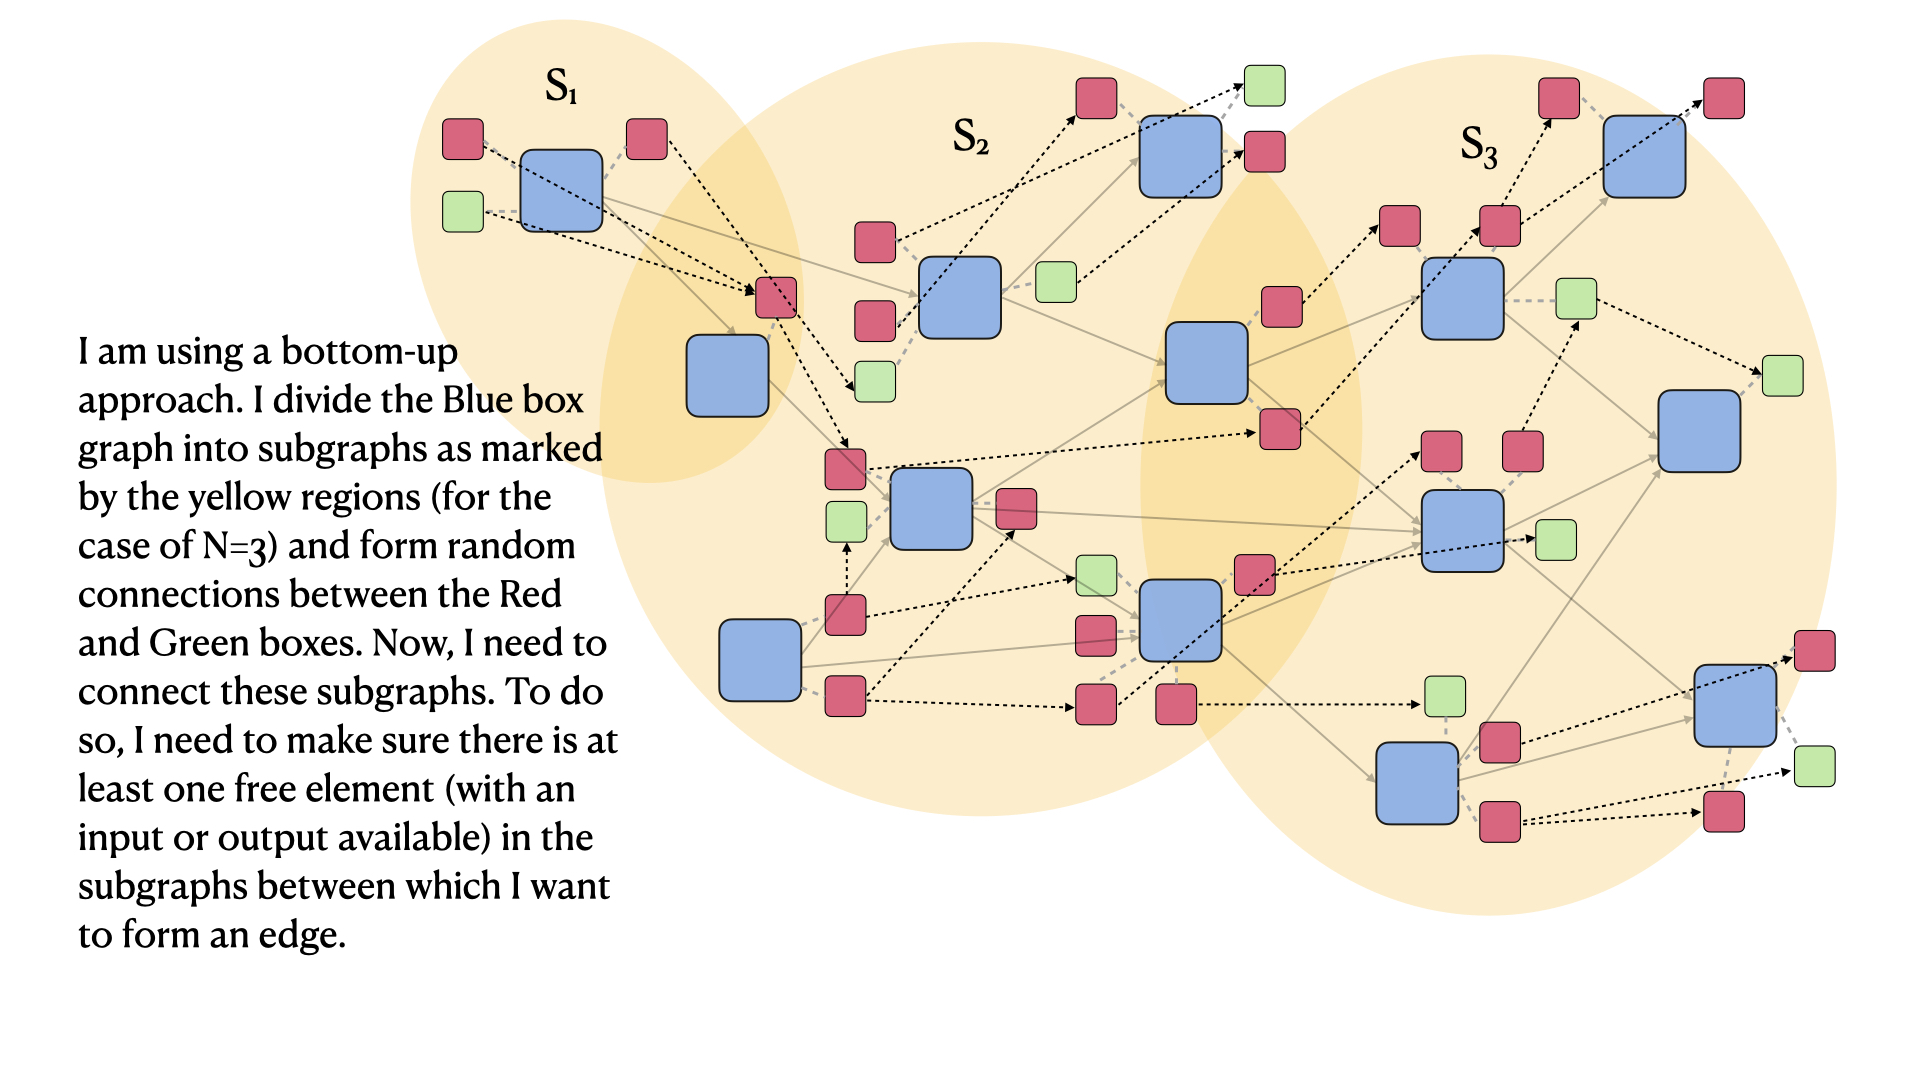 S₁
S₂
S₃
I am using a bottom-up
approach. I divide the Blue box
graph into subgraphs as marked
by the yellow regions (for the
case of N=3) and form random
connections between the Red
and Green boxes. Now, I need to
connect these subgraphs. To do
so, I need to make sure there is at
least one free element (with an
input or output available) in the
subgraphs between which I want
to form an edge.